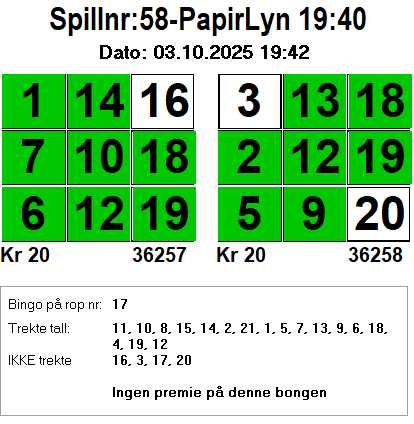 Spillnr:58-PapirLyn 19:40
Dato: 03.10.2025 19:42
1 14 16 3 13 18
7 10 18 2 12 19
6 12 19 5 9 20
Kr 20 36257 Kr 20 36258
Bingo på rop nr: 17
Trekte tall: 11, 10, 8, 15, 14, 2, 21, 1, 5, 7, 13, 9, 6, 18,
4, 19, 12
IKKE trekte 16, 3, 17, 20
Ingen premie på denne bongen